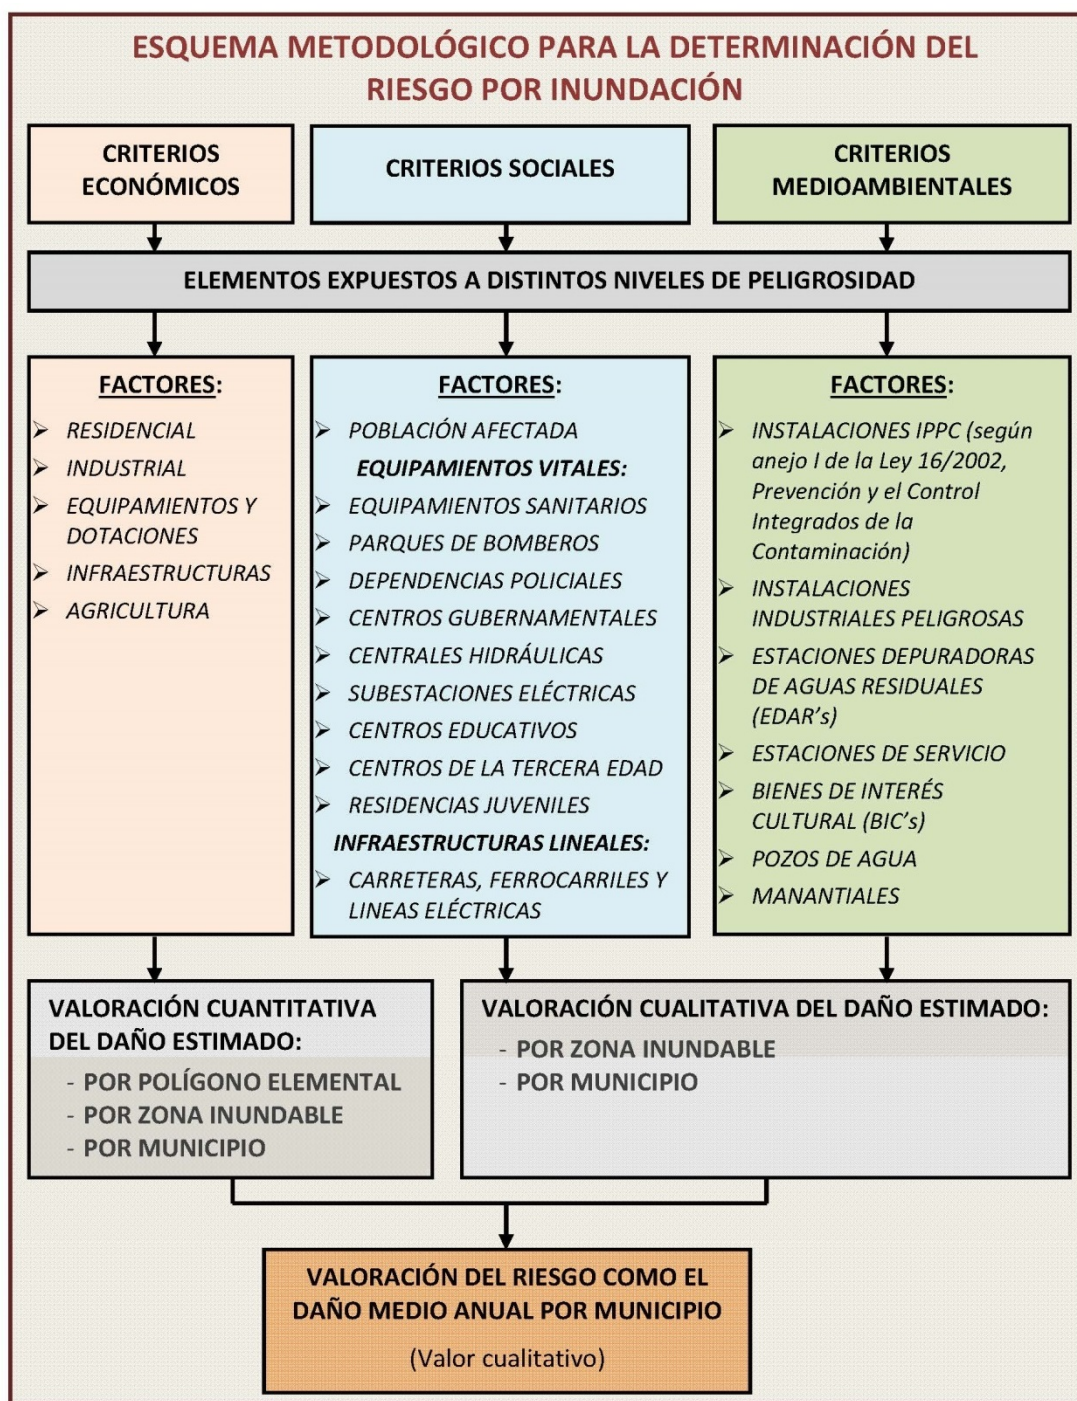 ESQUEMA METODOLÓGICO PARA LA DETERMINACIÓN DEL
RIESGO POR INUNDACIÓN
CRITERIOS
ECONÓMICOS
CRITERIOS SOCIALES
CRITERIOS
MEDIOAMBIENTALES
ELEMENTOS EXPUESTOS A DISTINTOS NIVELES DE PELIGROSIDAD
FACTORES:
➢ RESIDENCIAL
➢ INDUSTRIAL
➢ EQUIPAMIENTOS Y
DOTACIONES
➢ INFRAESTRUCTURAS
➢ AGRICULTURA
FACTORES:
➢ POBLACIÓN AFECTADA
EQUIPAMIENTOS VITALES:
➢ EQUIPAMIENTOS SANITARIOS
➢ PARQUES DE BOMBEROS
➢ DEPENDENCIAS POLICIALES
➢ CENTROS GUBERNAMENTALES
➢ CENTRALES HIDRÁULICAS
➢ SUBESTACIONES ELÉCTRICAS
➢ CENTROS EDUCATIVOS
➢ CENTROS DE LA TERCERA EDAD
➢ RESIDENCIAS JUVENILES
INFRAESTRUCTURAS LINEALES:
➢ CARRETERAS, FERROCARRILES Y
LINEAS ELÉCTRICAS
FACTORES:
➢ INSTALACIONES IPPC (según
anejo I de la Ley 16/2002,
Prevención y el Control
Integrados de la
Contaminación)
➢ INSTALACIONES
INDUSTRIALES PELIGROSAS
➢ ESTACIONES DEPURADORAS
DE AGUAS RESIDUALES
(EDAR’s)
➢ ESTACIONES DE SERVICIO
➢ BIENES DE INTERÉS
CULTURAL (BIC’s)
➢ POZOS DE AGUA
➢ MANANTIALES
VALORACIÓN CUANTITATIVA
DEL DAÑO ESTIMADO:
- POR POLÍGONO ELEMENTAL
- POR ZONA INUNDABLE
- POR MUNICIPIO
VALORACIÓN CUALITATIVA DEL DAÑO ESTIMADO:
- POR ZONA INUNDABLE
- POR MUNICIPIO
VALORACIÓN DEL RIESGO COMO EL
DAÑO MEDIO ANUAL POR MUNICIPIO
(Valor cualitativo)